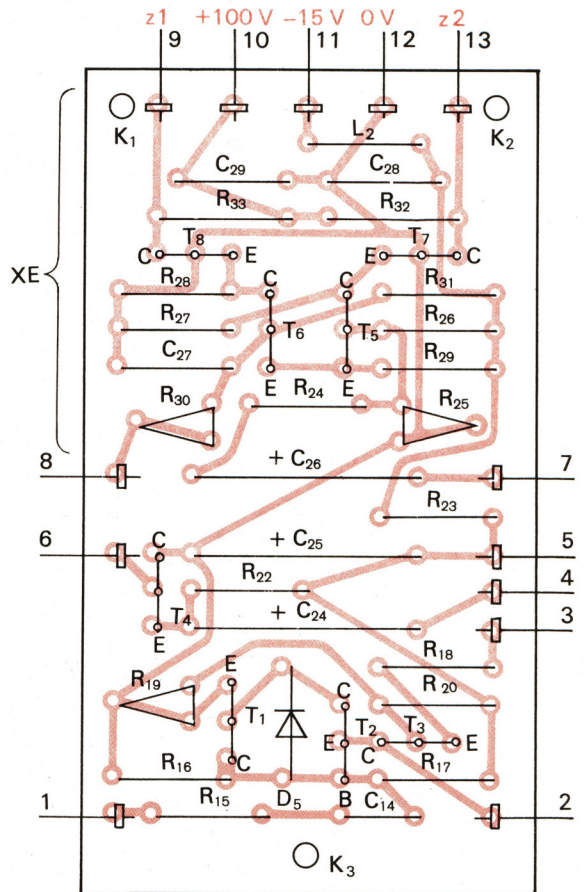 z1 +100 V −15 V 0 V z2
9 10 11 12 13
K1 L2 K2
C29 C28
R33 R32
C T8 E E T7 C
XE
R28 C C R31
R27 T6 T5 R26
C27 R29
E E
R30 R24 R25
8 + C26 7
R23
6 C + C25 5
R22 4
T4 + C24 3
E
R18
R19 E R20
C
T1 E T2 T3 E
C
C R17
R16
R15 D5 B C14
1 2
K3